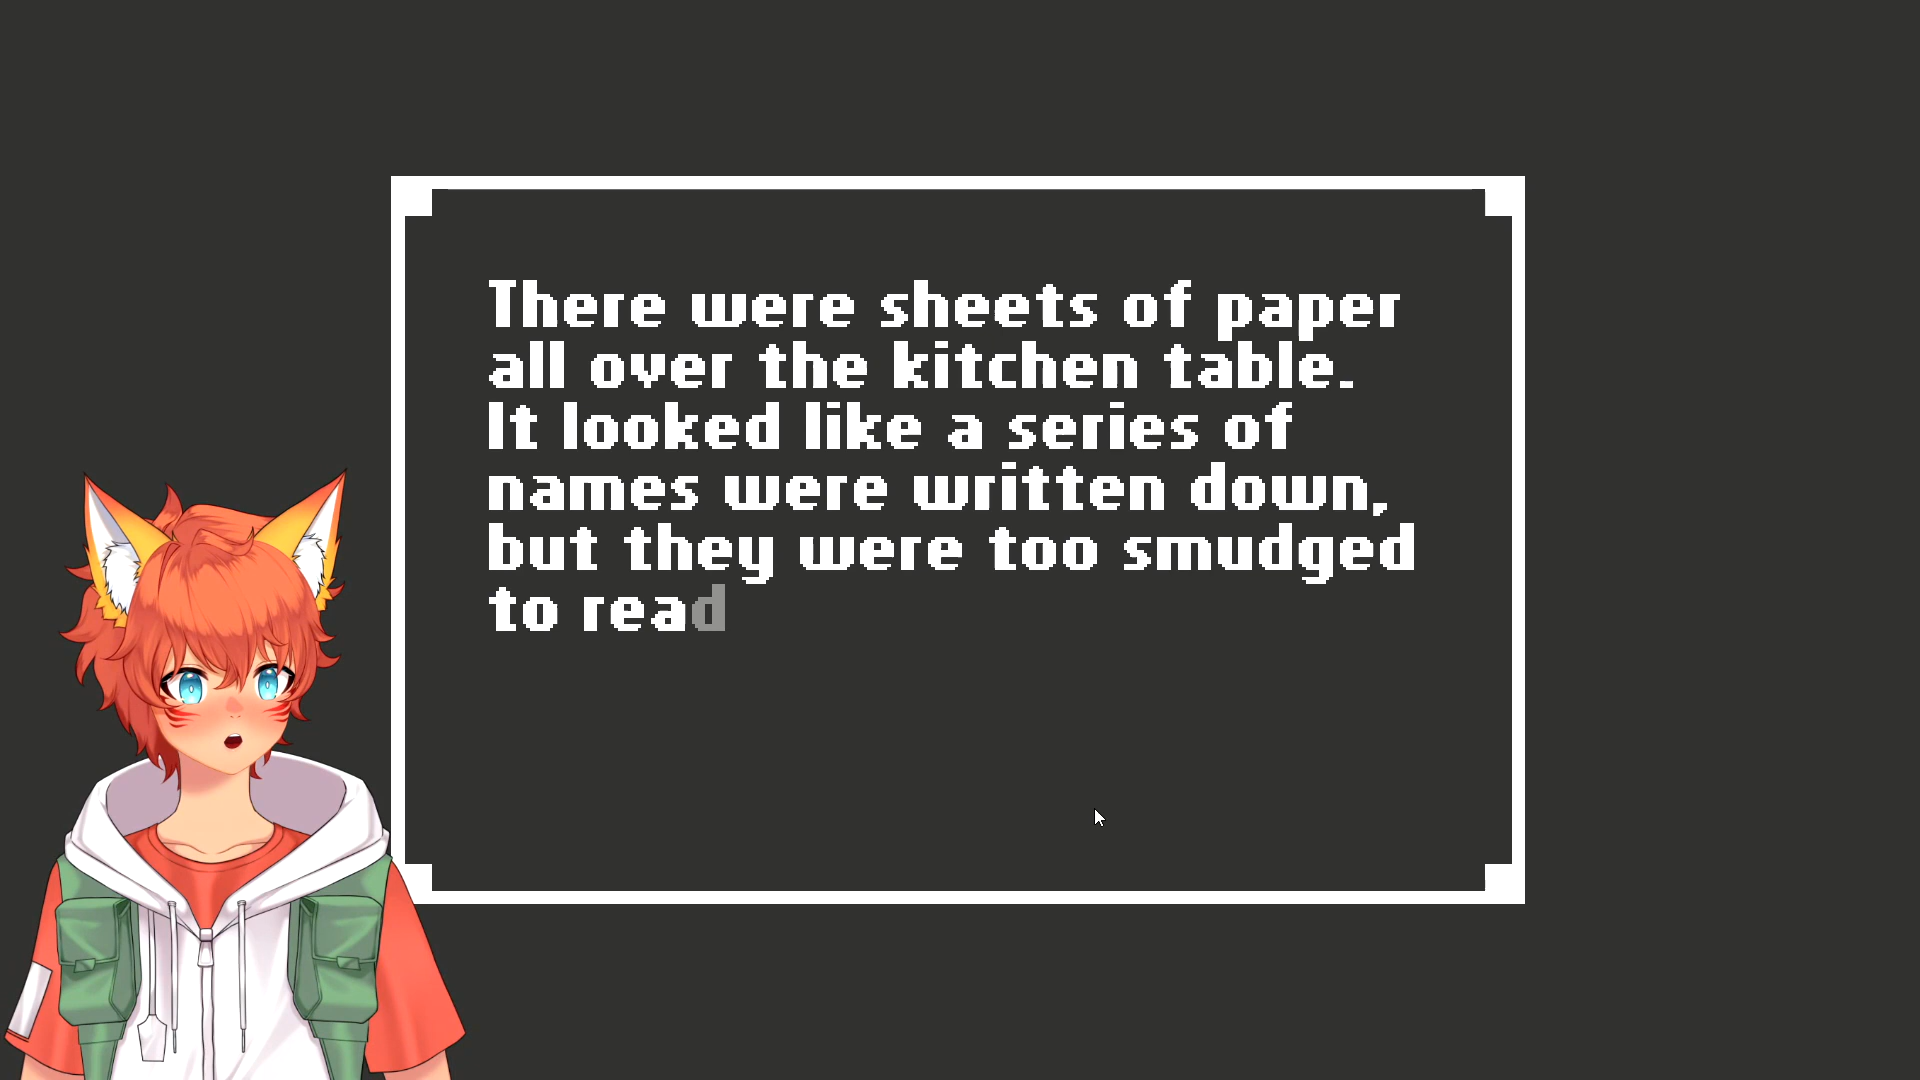 There were sheets of paper
all over the kitchen table.
It looked like a series of
names were written down,
but they were too smudged
to read